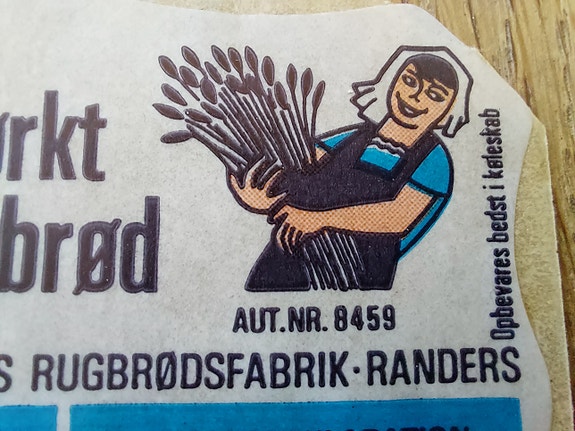 ørkt
brød
Opbevares bedst i køleskab
AUT.NR. 8459
S RUGBRØDSFABRIK·RANDERS